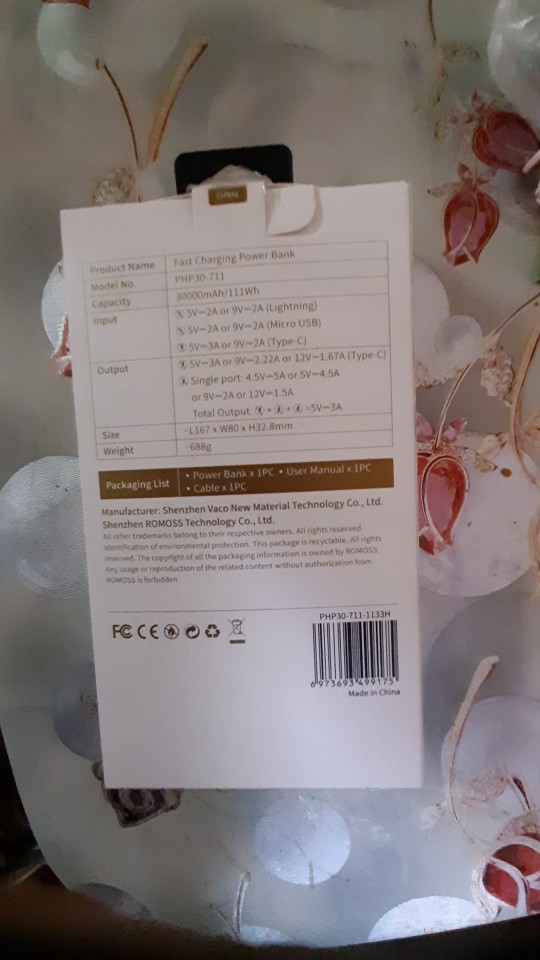 OPEN
Product Name Fast Charging Power Bank
Model No. PHP30-711
Capacity 30000mAh/111Wh
Input 5V⎓2A or 9V⎓2A (Lightning)
5V⎓2A or 9V⎓2A (Micro USB)
5V⎓3A or 9V⎓2A (Type-C)
Output 5V⎓3A or 9V⎓2.22A or 12V⎓1.67A (Type-C)
Single port: 4.5V⎓5A or 5V⎓4.5A
or 9V⎓2A or 12V⎓1.5A
Total Output: + + =5V⎓3A
Size ~L167 x W80 x H32.8mm
Weight ~688g
Packaging List • Power Bank x 1PC • User Manual x 1PC
• Cable x 1PC
Manufacturer: Shenzhen Vaco New Material Technology Co., Ltd.
Shenzhen ROMOSS Technology Co., Ltd.
All other trademarks belong to their respective owners. All rights reserved.
Identification of environmental protection. This package is recyclable. All rights
reserved. The copyright of all the packaging information is owned by ROMOSS.
Any usage or reproduction of the related content without authorization from
ROMOSS is forbidden.
FC CE
PHP30-711-1133H
6 973693 499175
Made in China